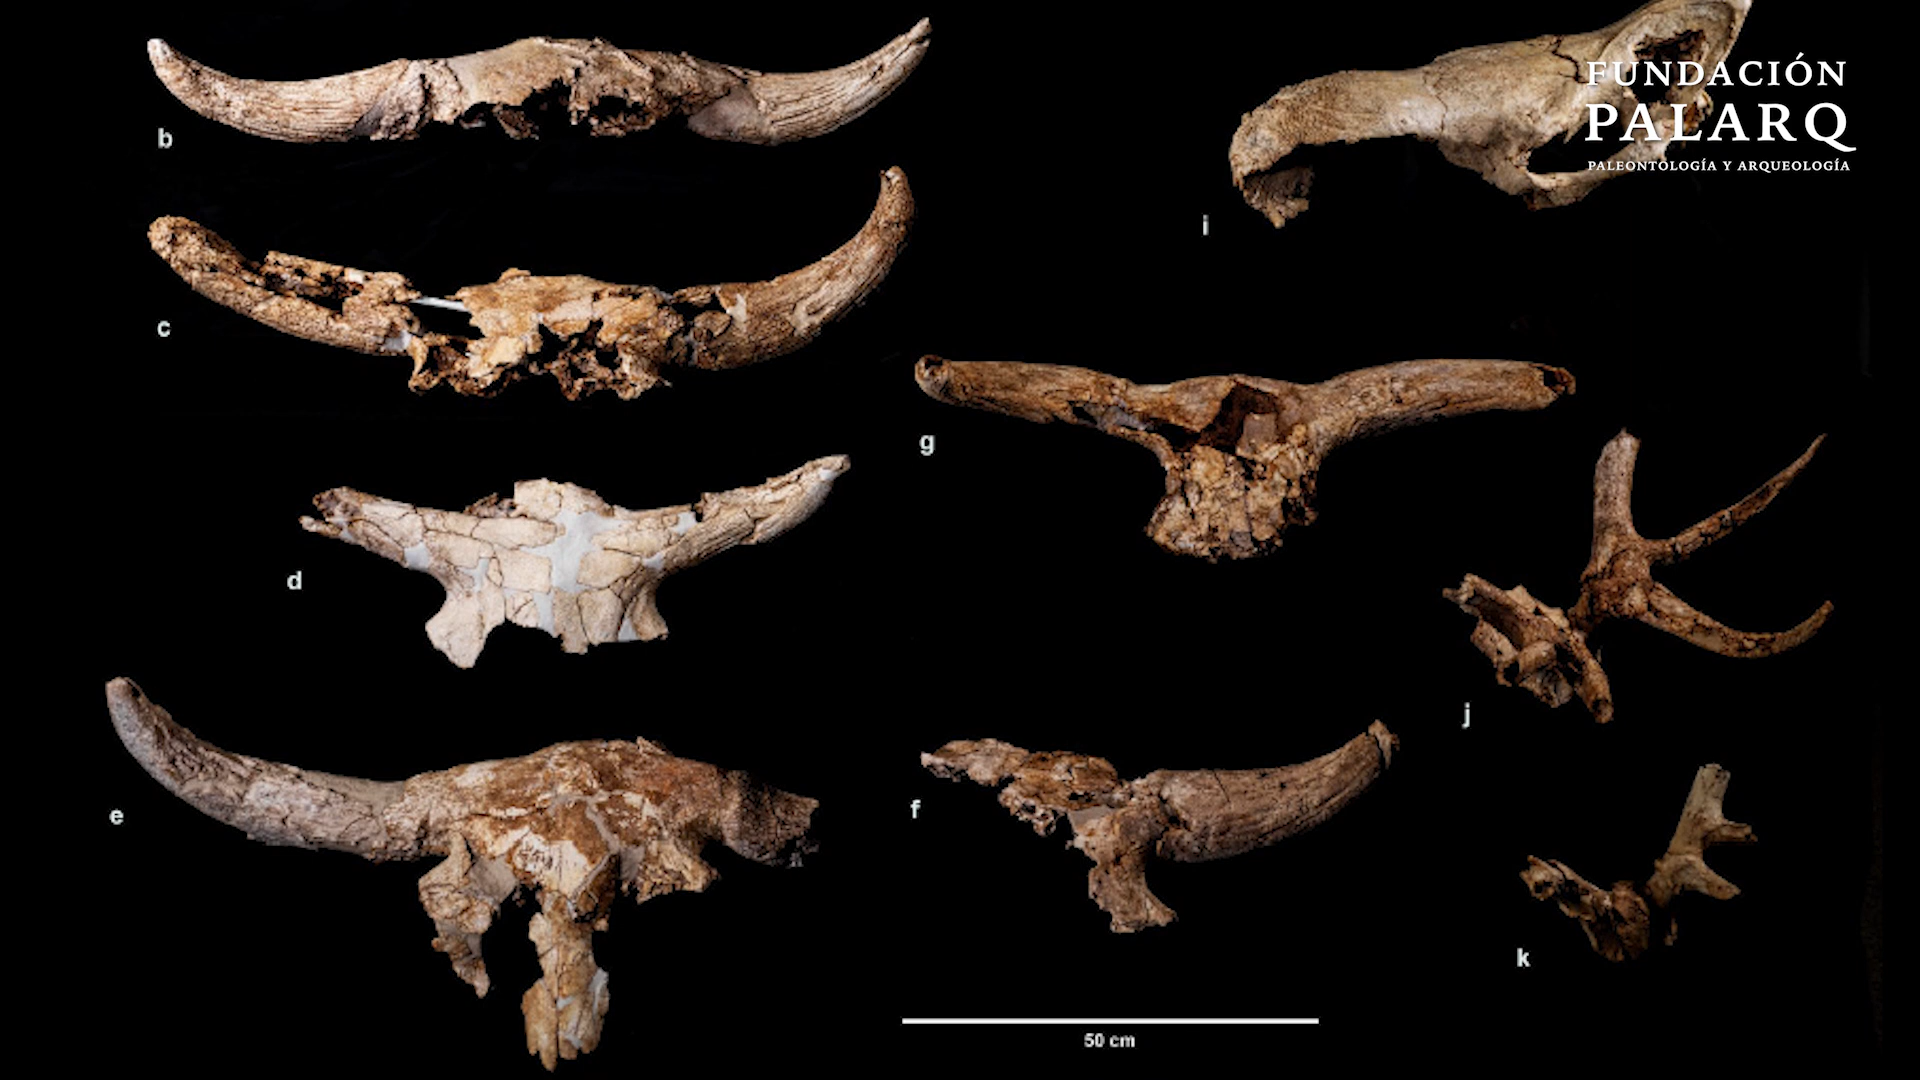 FUNDACIÓN
PALARQ
PALEONTOLOGÍA Y ARQUEOLOGÍA
b
i
c
g
d
j
e
f
k
50 cm